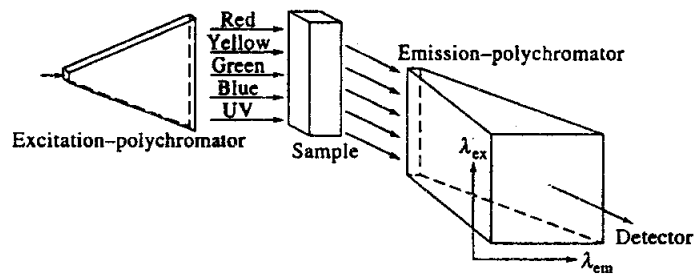 Red
Yellow
Green
Blue
UV
Excitation–polychromator
Sample
Emission–polychromator
λex
λem
Detector